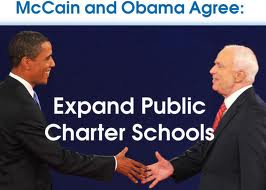 McCain and Obama Agree:
Expand Public
Charter Schools